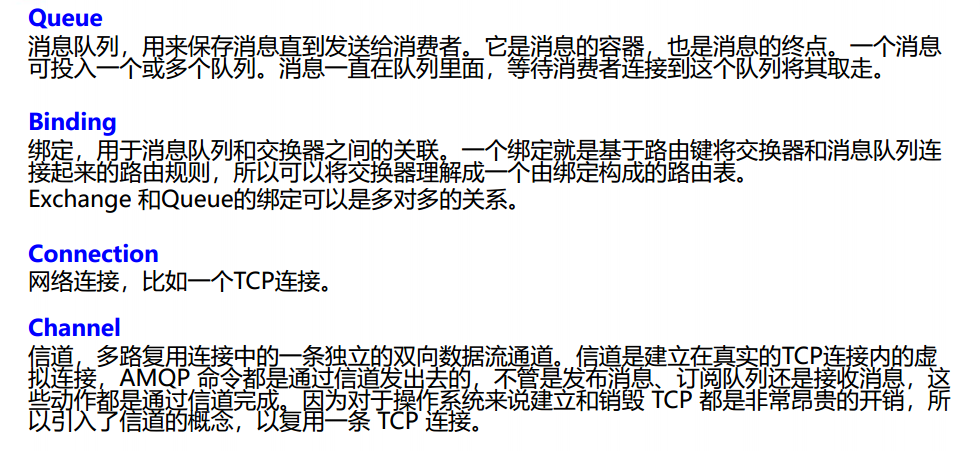 Queue
消息队列，用来保存消息直到发送给消费者。它是消息的容器，也是消息的终点。一个消息
可投入一个或多个队列。消息一直在队列里面，等待消费者连接到这个队列将其取走。
Binding
绑定，用于消息队列和交换器之间的关联。一个绑定就是基于路由键将交换器和消息队列连
接起来的路由规则，所以可以将交换器理解成一个由绑定构成的路由表。
Exchange 和Queue的绑定可以是多对多的关系。
Connection
网络连接，比如一个TCP连接。
Channel
信道，多路复用连接中的一条独立的双向数据流通道。信道是建立在真实的TCP连接内的虚
拟连接，AMQP 命令都是通过信道发出去的，不管是发布消息、订阅队列还是接收消息，这
些动作都是通过信道完成。因为对于操作系统来说建立和销毁 TCP 都是非常昂贵的开销，所
以引入了信道的概念，以复用一条 TCP 连接。